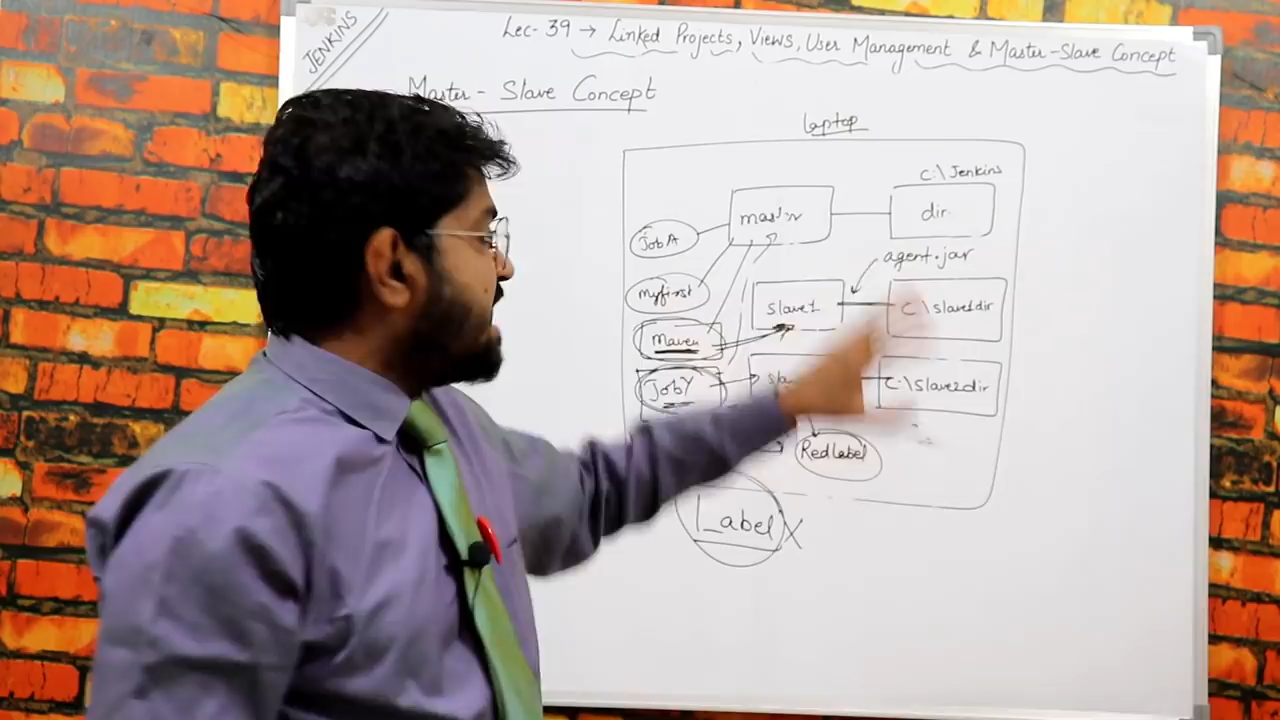 JENKINS
Lec-39 → Linked Projects, Views, User Management & Master-Slave Concept
Master - Slave Concept
laptop
C:\Jenkins
master
dir.
JobA
agent.jar
myfirst
slave1
C:\slave1dir
Maven
JobY
C:\slave2dir
Redlabel
Label